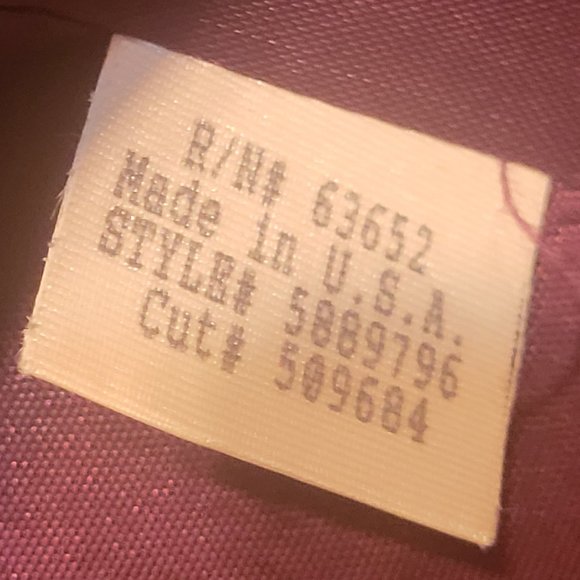 R/N# 63652
Made in U.S.A.
STYLE# 5889796
Cut# 509684